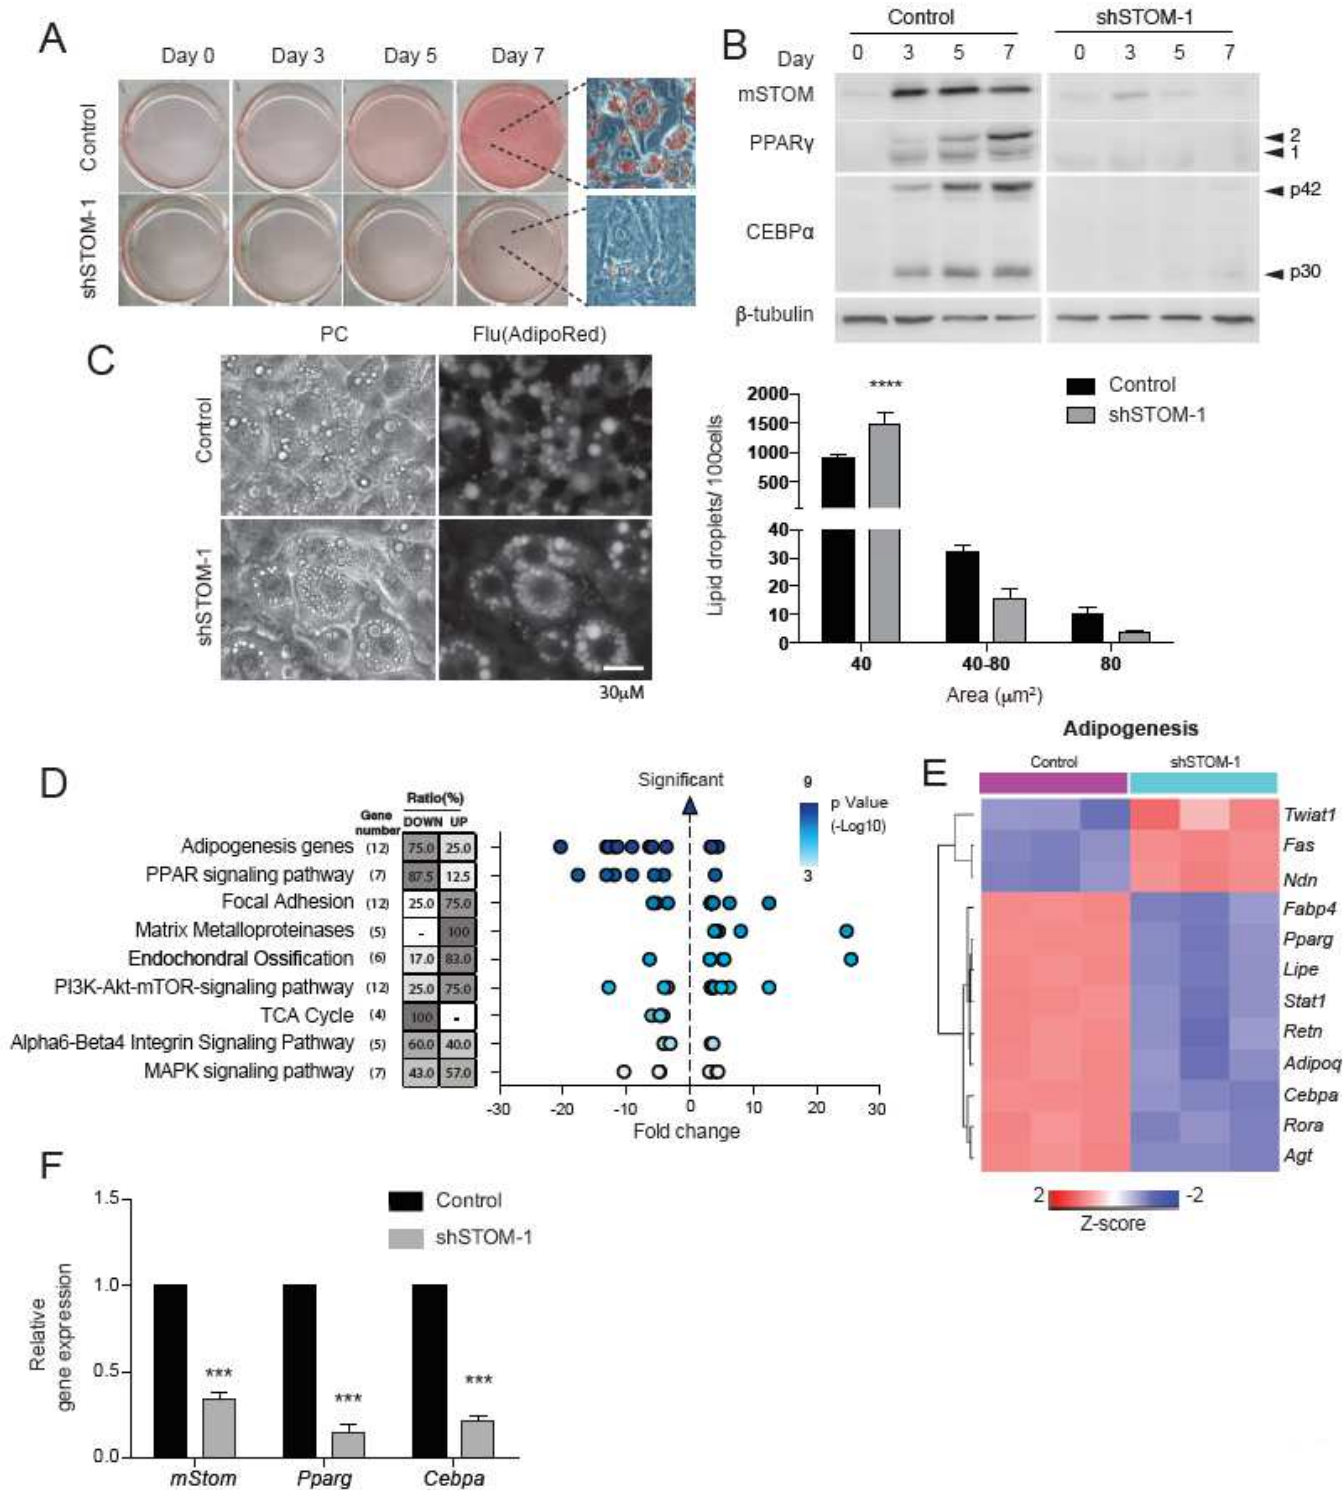 A
Day 0 Day 3 Day 5 Day 7
Control
shSTOM-1
B
Control shSTOM-1
Day 0 3 5 7 0 3 5 7
mSTOM
PPARγ
2
1
CEBPα
p42
p30
β-tubulin
C
PC Flu(AdipoRed)
Control
shSTOM-1
30μM
Control
shSTOM-1
****
Lipid droplets/ 100cells
2000
1500
1000
500
40
30
20
10
0
40 40-80 80
Area (μm²)
D
Gene number
Ratio(%)
DOWN UP
Significant
9
p Value
(-Log10)
3
Adipogenesis genes (12) 75.0 25.0
PPAR signaling pathway (7) 87.5 12.5
Focal Adhesion (12) 25.0 75.0
Matrix Metalloproteinases (5) - 100
Endochondral Ossification (6) 17.0 83.0
PI3K-Akt-mTOR-signaling pathway (12) 25.0 75.0
TCA Cycle (4) 100 -
Alpha6-Beta4 Integrin Signaling Pathway (5) 60.0 40.0
MAPK signaling pathway (7) 43.0 57.0
-30 -20 -10 0 10 20 30
Fold change
E
Adipogenesis
Control shSTOM-1
Twiat1
Fas
Ndn
Fabp4
Pparg
Lipe
Stat1
Retn
Adipoq
Cebpa
Rora
Agt
2 -2
Z-score
F
Control
shSTOM-1
Relative
gene expression
1.5
1.0
0.5
0.0
*** *** ***
mStom Pparg Cebpa